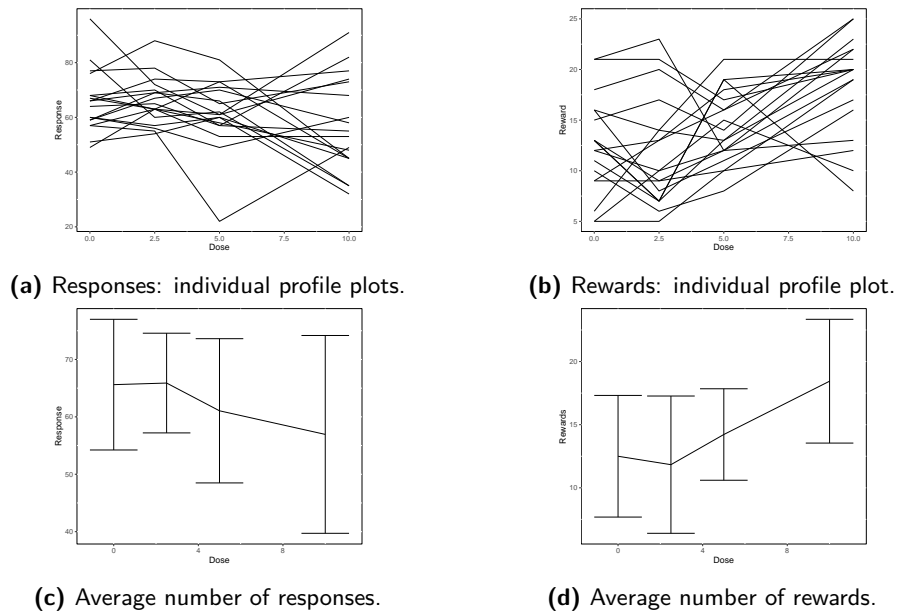 80
60
40
20
Response
0.0 2.5 5.0 7.5 10.0
Dose
25
20
15
10
5
Reward
0.0 2.5 5.0 7.5 10.0
Dose
(a) Responses: individual profile plots.
(b) Rewards: individual profile plot.
70
60
50
40
Response
0 4 8
Dose
20
15
10
Rewards
0 4 8
Dose
(c) Average number of responses.
(d) Average number of rewards.